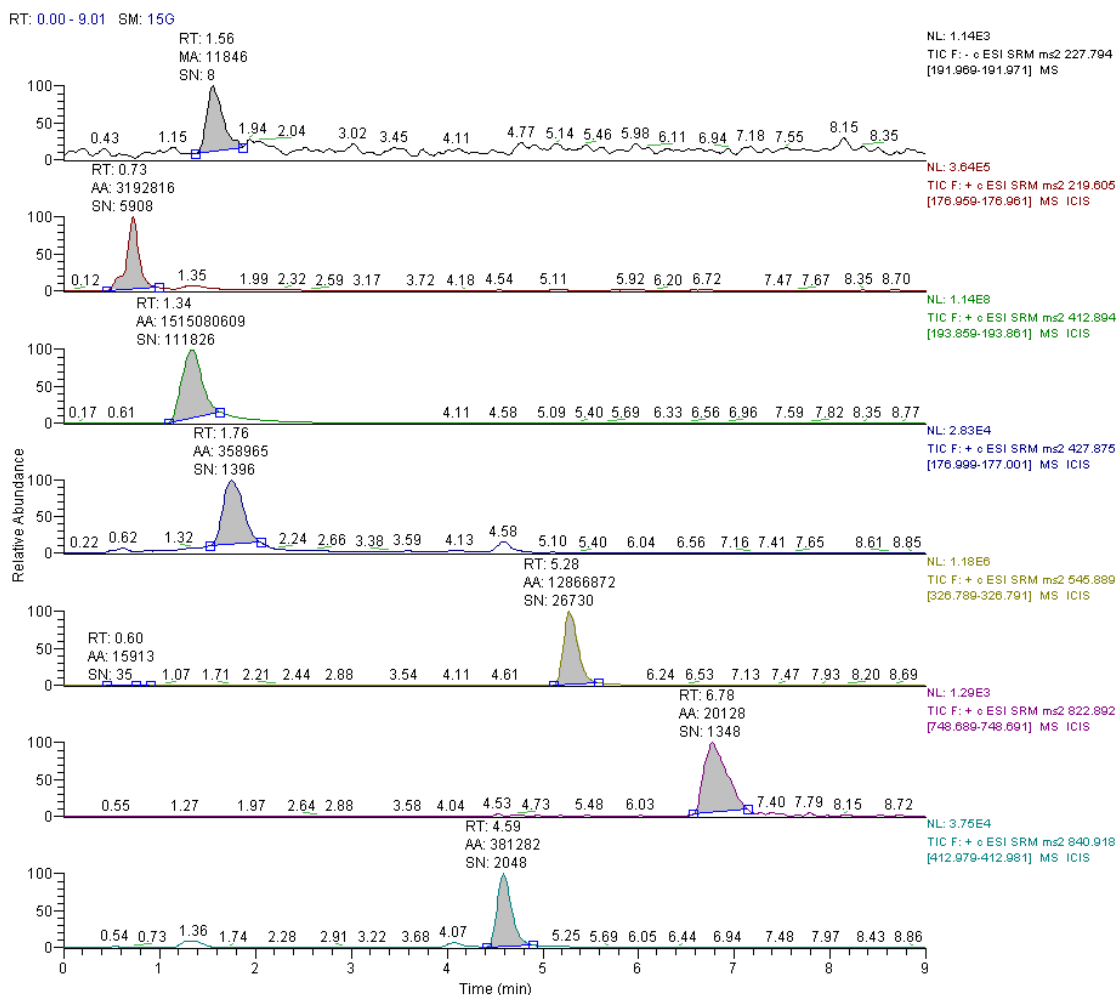 RT: 0.00 - 9.01 SM: 15G
RT: 1.56
MA: 11846
SN: 8
NL: 1.14E3
TIC F: - c ESI SRM ms2 227.794
[191.969-191.971] MS
100
50
0
0.43 1.15 1.94 2.04 3.02 3.45 4.11 4.77 5.14 5.46 5.98 6.11 6.94 7.18 7.55 8.15 8.35
RT: 0.73
AA: 3192816
SN: 5908
NL: 3.64E5
TIC F: + c ESI SRM ms2 219.605
[176.959-176.961] MS ICIS
100
50
0
0.12 1.35 1.99 2.32 2.59 3.17 3.72 4.18 4.54 5.11 5.92 6.20 6.72 7.47 7.67 8.35 8.70
RT: 1.34
AA: 1515080609
SN: 111826
NL: 1.14E8
TIC F: + c ESI SRM ms2 412.894
[193.859-193.861] MS ICIS
100
50
0
0.17 0.61 4.11 4.58 5.09 5.40 5.69 6.33 6.56 6.96 7.59 7.82 8.35 8.77
RT: 1.76
AA: 358965
SN: 1396
NL: 2.83E4
TIC F: + c ESI SRM ms2 427.875
[176.999-177.001] MS ICIS
100
50
0
0.22 0.62 1.32 2.24 2.66 3.38 3.59 4.13 4.58 5.10 5.40 6.04 6.56 7.16 7.41 7.65 8.61 8.85
Relative Abundance
RT: 5.28
AA: 12866872
SN: 26730
NL: 1.18E6
TIC F: + c ESI SRM ms2 545.889
[326.789-326.791] MS ICIS
100
50
0
RT: 0.60
AA: 15913
SN: 35
1.07 1.71 2.21 2.44 2.88 3.54 4.11 4.61 6.24 6.53 7.13 7.47 7.93 8.20 8.69
RT: 6.78
AA: 20128
SN: 1348
NL: 1.29E3
TIC F: + c ESI SRM ms2 822.892
[748.689-748.691] MS ICIS
100
50
0
0.55 1.27 1.97 2.64 2.88 3.58 4.04 4.53 4.73 5.48 6.03 7.40 7.79 8.15 8.72
RT: 4.59
AA: 381282
SN: 2048
NL: 3.75E4
TIC F: + c ESI SRM ms2 840.918
[412.979-412.981] MS ICIS
100
50
0
0.54 0.73 1.36 1.74 2.28 2.91 3.22 3.68 4.07 5.25 5.69 6.05 6.44 6.94 7.48 7.97 8.43 8.86
0 1 2 3 4 5 6 7 8 9
Time (min)